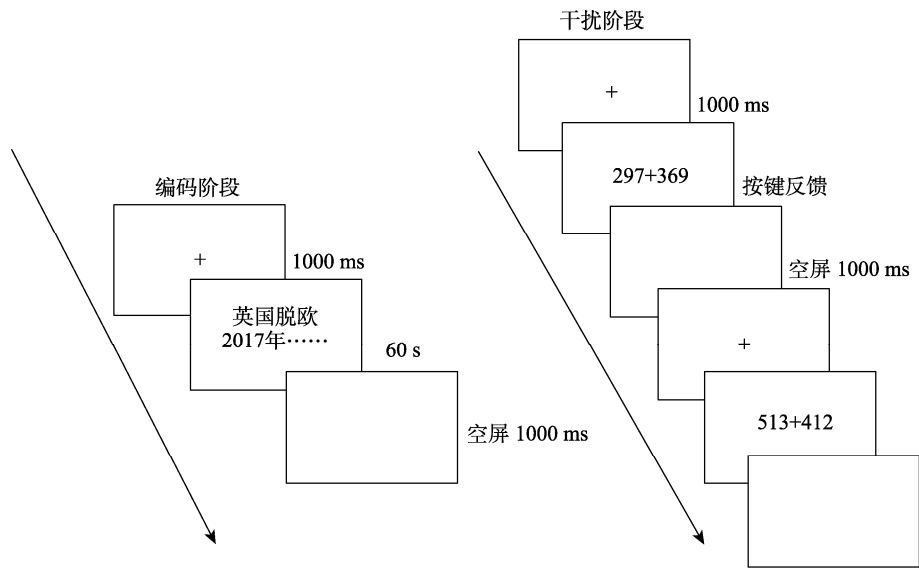 编码阶段
+
1000 ms
英国脱欧
2017年……
60 s
空屏 1000 ms
干扰阶段
+
1000 ms
297+369
按键反馈
空屏 1000 ms
+
513+412